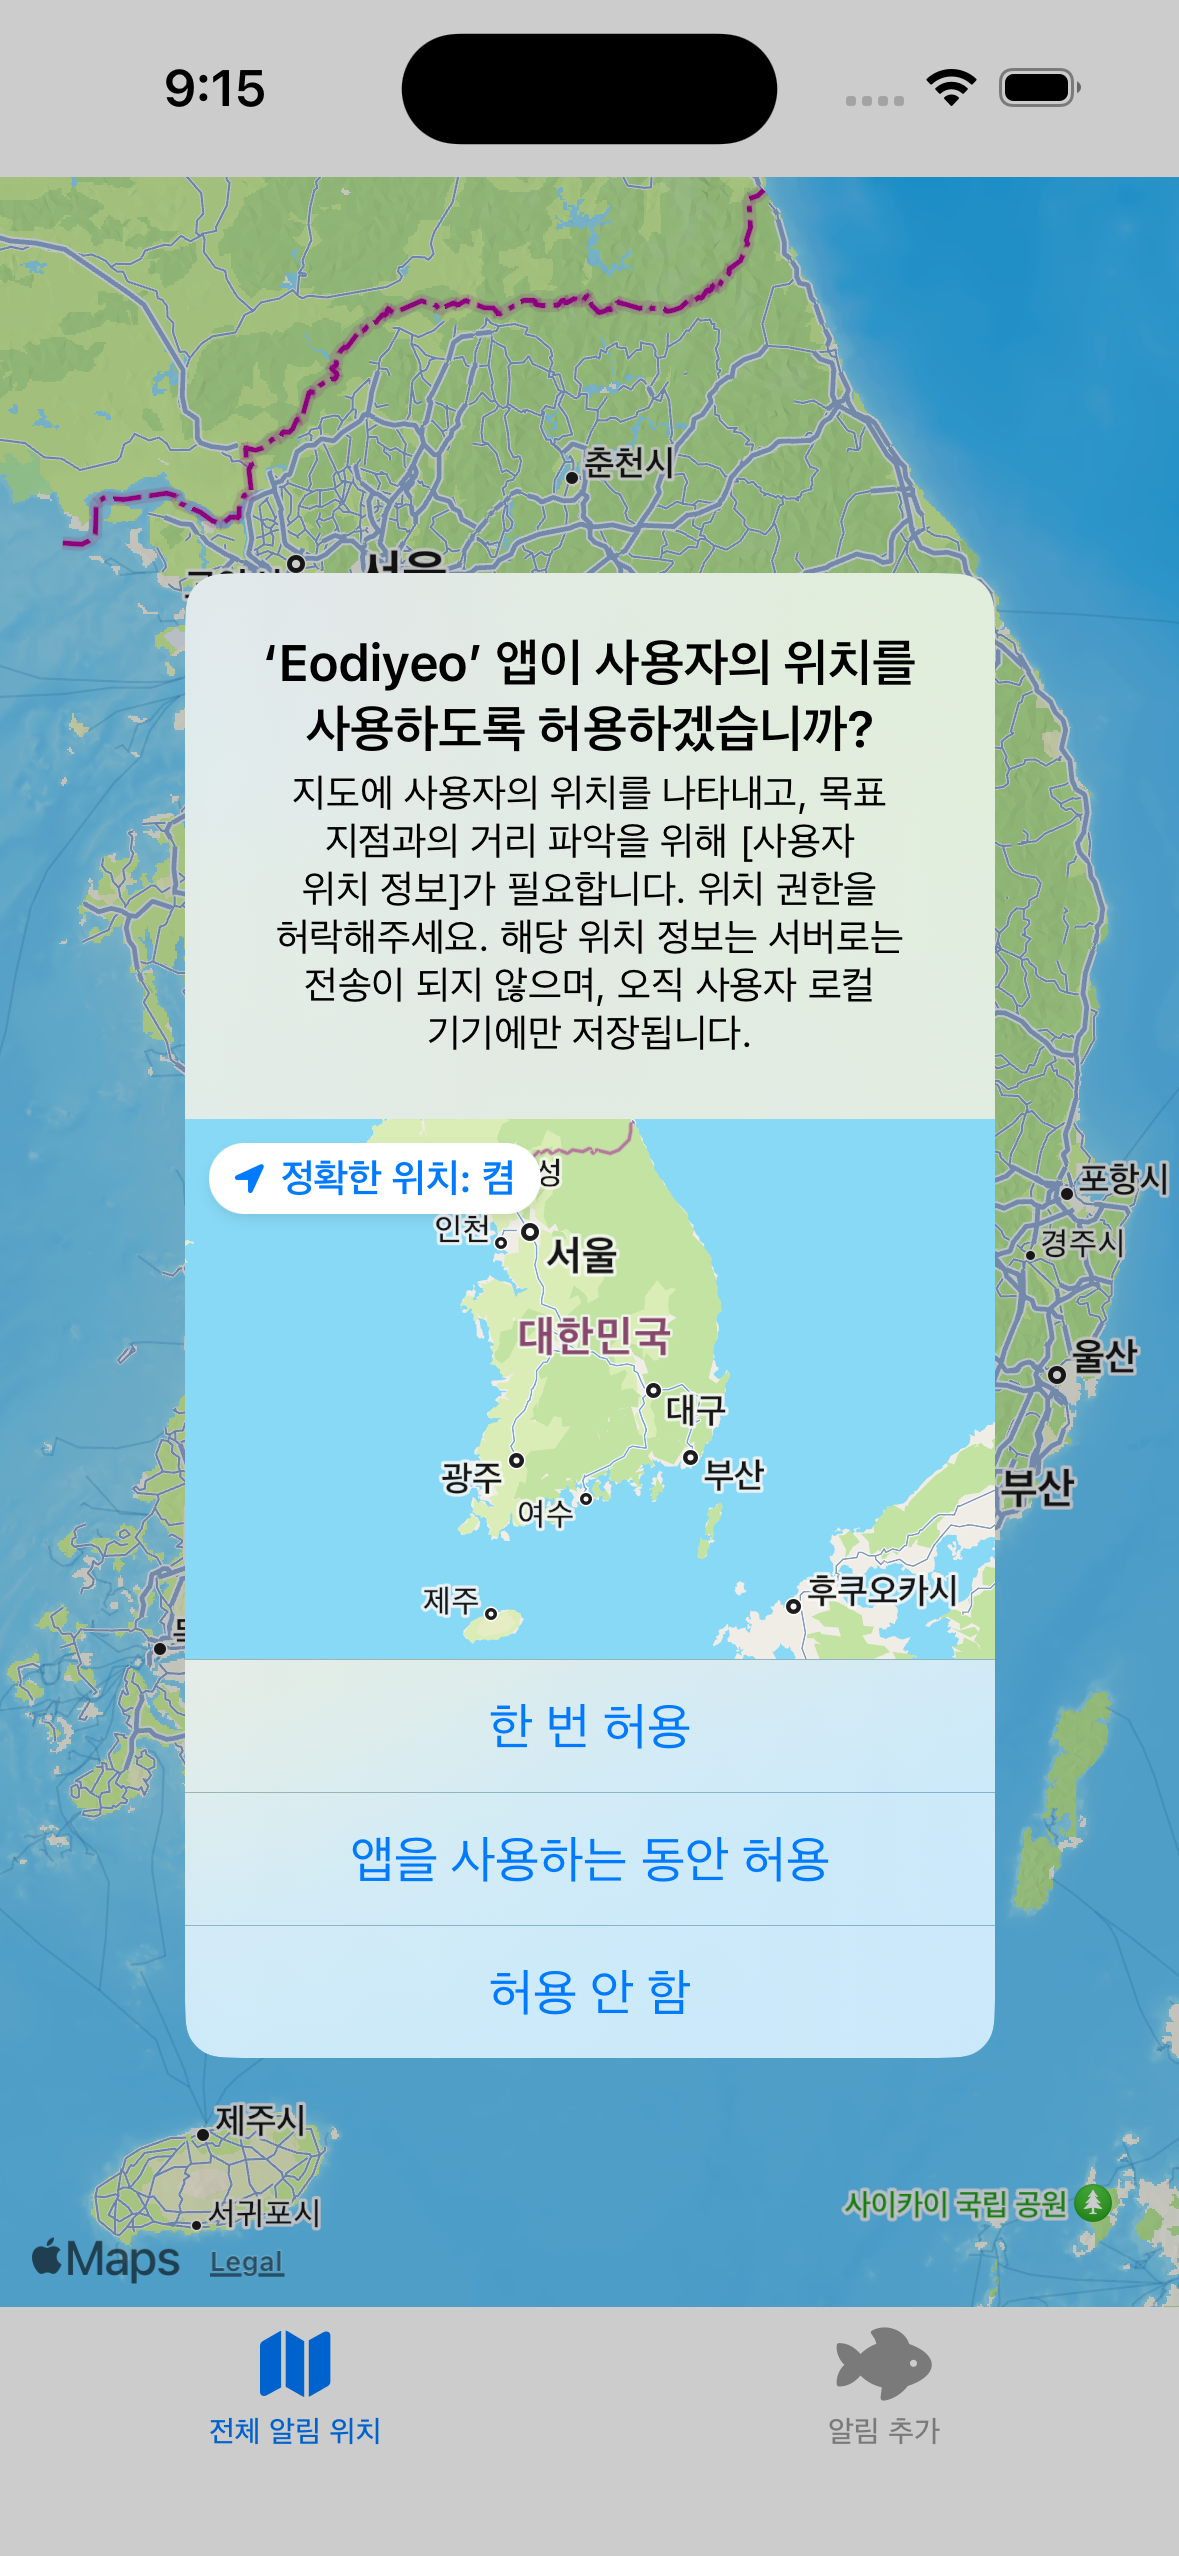 9:15
춘천시
서울
‘Eodiyeo’ 앱이 사용자의 위치를
사용하도록 허용하겠습니까?
지도에 사용자의 위치를 나타내고, 목표
지점과의 거리 파악을 위해 [사용자
위치 정보]가 필요합니다. 위치 권한을
허락해주세요. 해당 위치 정보는 서버로는
전송이 되지 않으며, 오직 사용자 로컬
기기에만 저장됩니다.
정확한 위치: 켬
성
인천
서울
대한민국
대구
광주
부산
여수
제주
후쿠오카시
포항시
경주시
울산
부산
한 번 허용
앱을 사용하는 동안 허용
허용 안 함
제주시
서귀포시
사이카이 국립 공원
Maps
Legal
전체 알림 위치
알림 추가